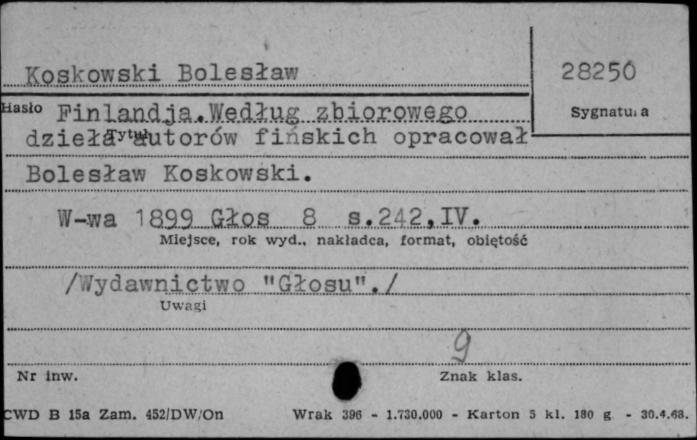 Koskowski Bolesław
28250
Hasło
Sygnatura
Finlandja.Według zbiorowego
Tytuł
dzieła autorów fińskich opracował
Bolesław Koskowski.
W-wa 1899 Głos 8 s.242,IV.
Miejsce, rok wyd., nakładca, format, objętość
/Wydawnictwo "Głosu"./
Uwagi
9
Nr inw.
Znak klas.
CWD B 15a Zam. 452/DW/On
Wrak 396 - 1.730.000 - Karton 5 kl. 180 g - 30.4.68.